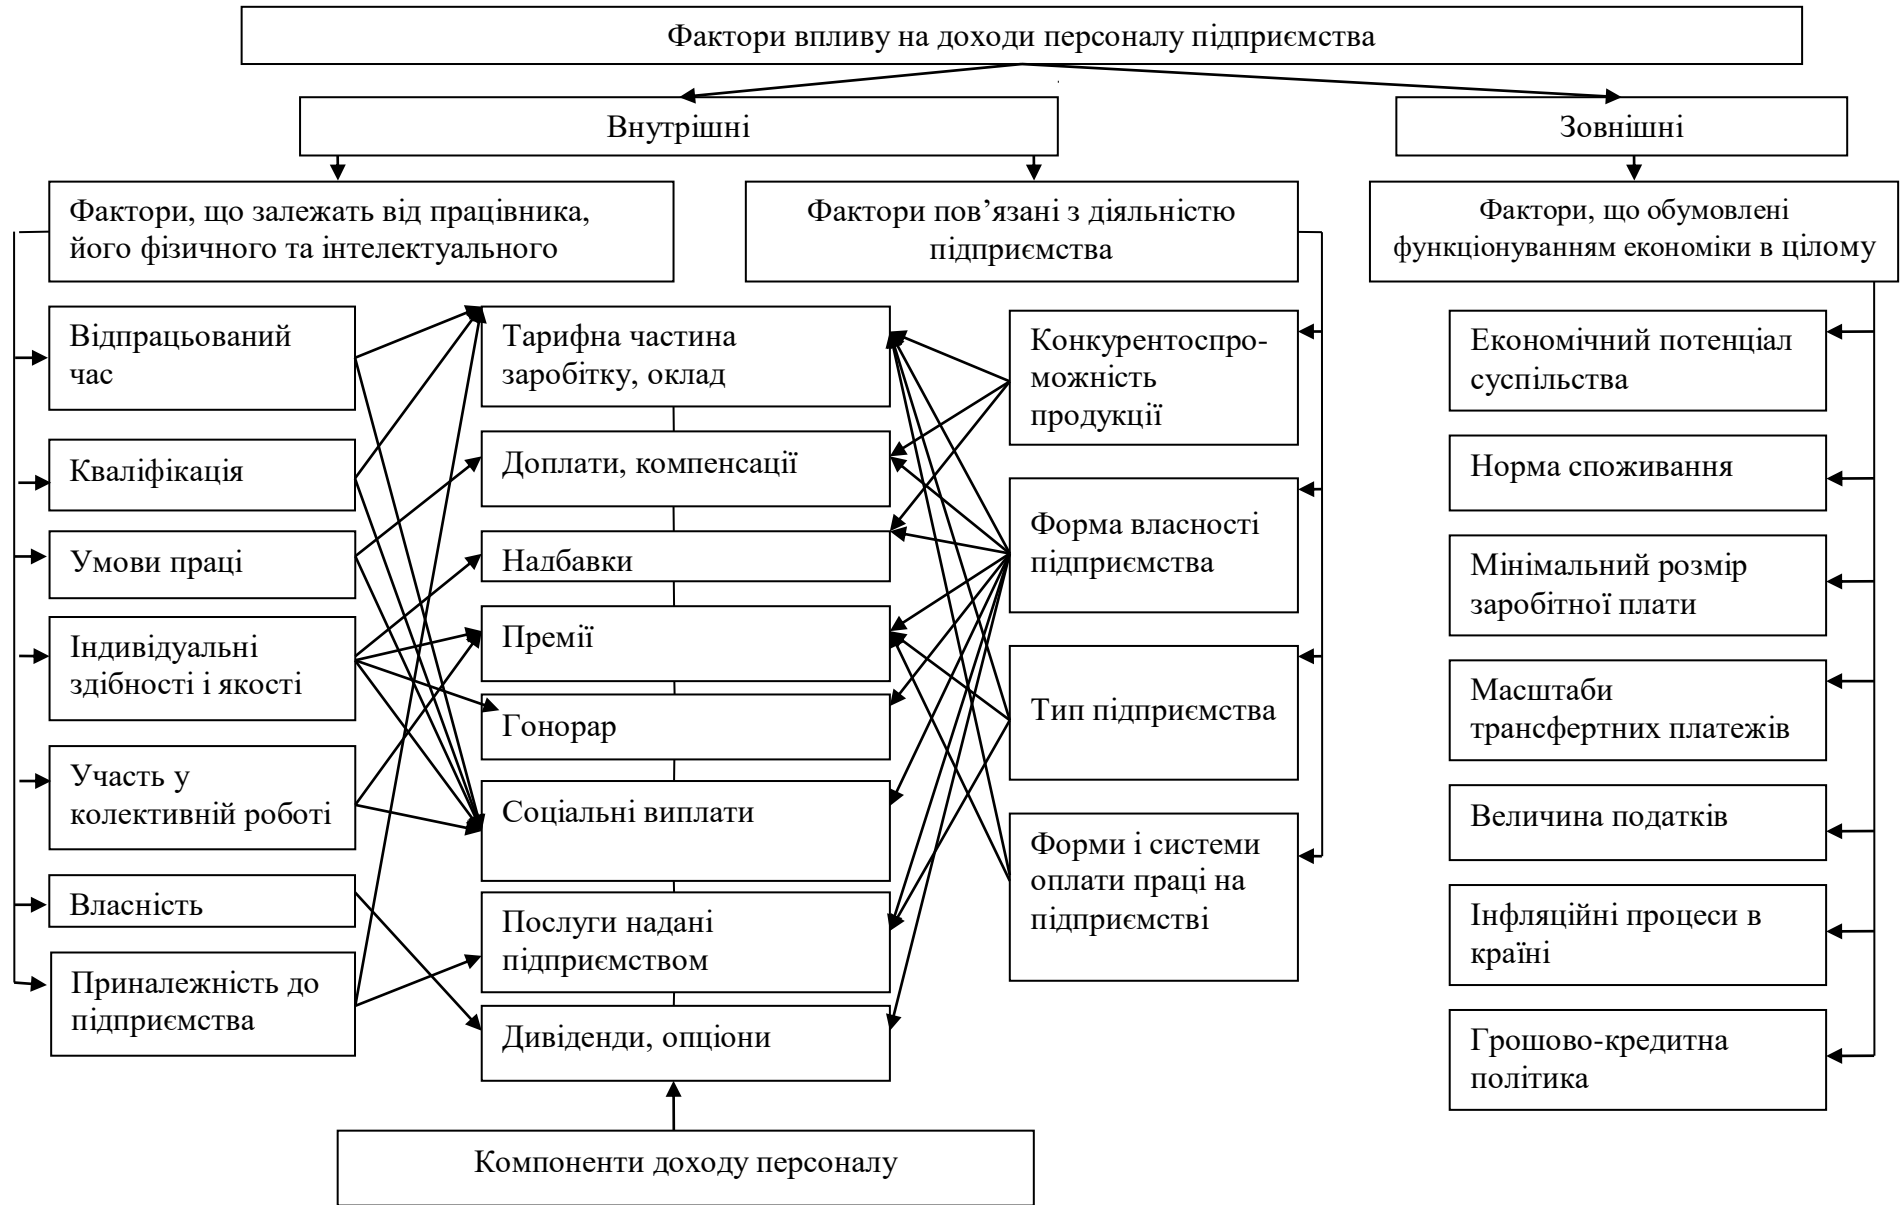 Фактори впливу на доходи персоналу підприємства
Внутрішні
Зовнішні
Фактори, що залежать від працівника,
його фізичного та інтелектуального
Фактори пов’язані з діяльністю
підприємства
Фактори, що обумовлені
функціонуванням економіки в цілому
Відпрацьований
час
Кваліфікація
Умови праці
Індивідуальні
здібності і якості
Участь у
колективній роботі
Власність
Приналежність до
підприємства
Тарифна частина
заробітку, оклад
Доплати, компенсації
Надбавки
Премії
Гонорар
Соціальні виплати
Послуги надані
підприємством
Дивіденди, опціони
Конкурентоспро-
можність
продукції
Форма власності
підприємства
Тип підприємства
Форми і системи
оплати праці на
підприємстві
Економічний потенціал
суспільства
Норма споживання
Мінімальний розмір
заробітної плати
Масштаби
трансфертних платежів
Величина податків
Інфляційні процеси в
країні
Грошово-кредитна
політика
Компоненти доходу персоналу